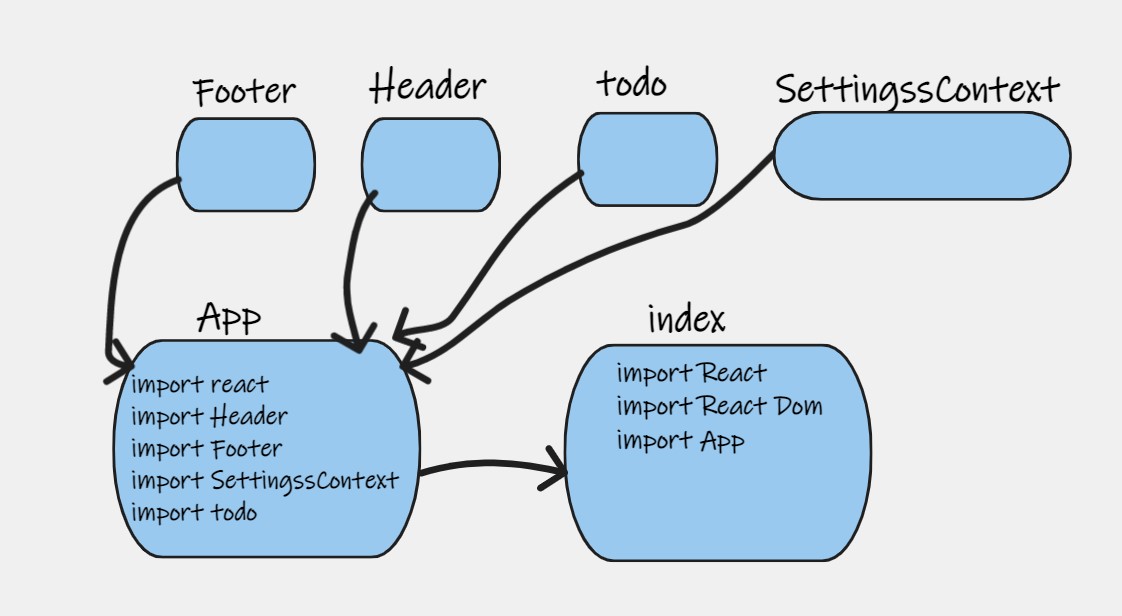 Footer
Header
todo
SettingssContext
App
import react
import Header
import Footer
import SettingssContext
import todo
index
import React
import React Dom
import App